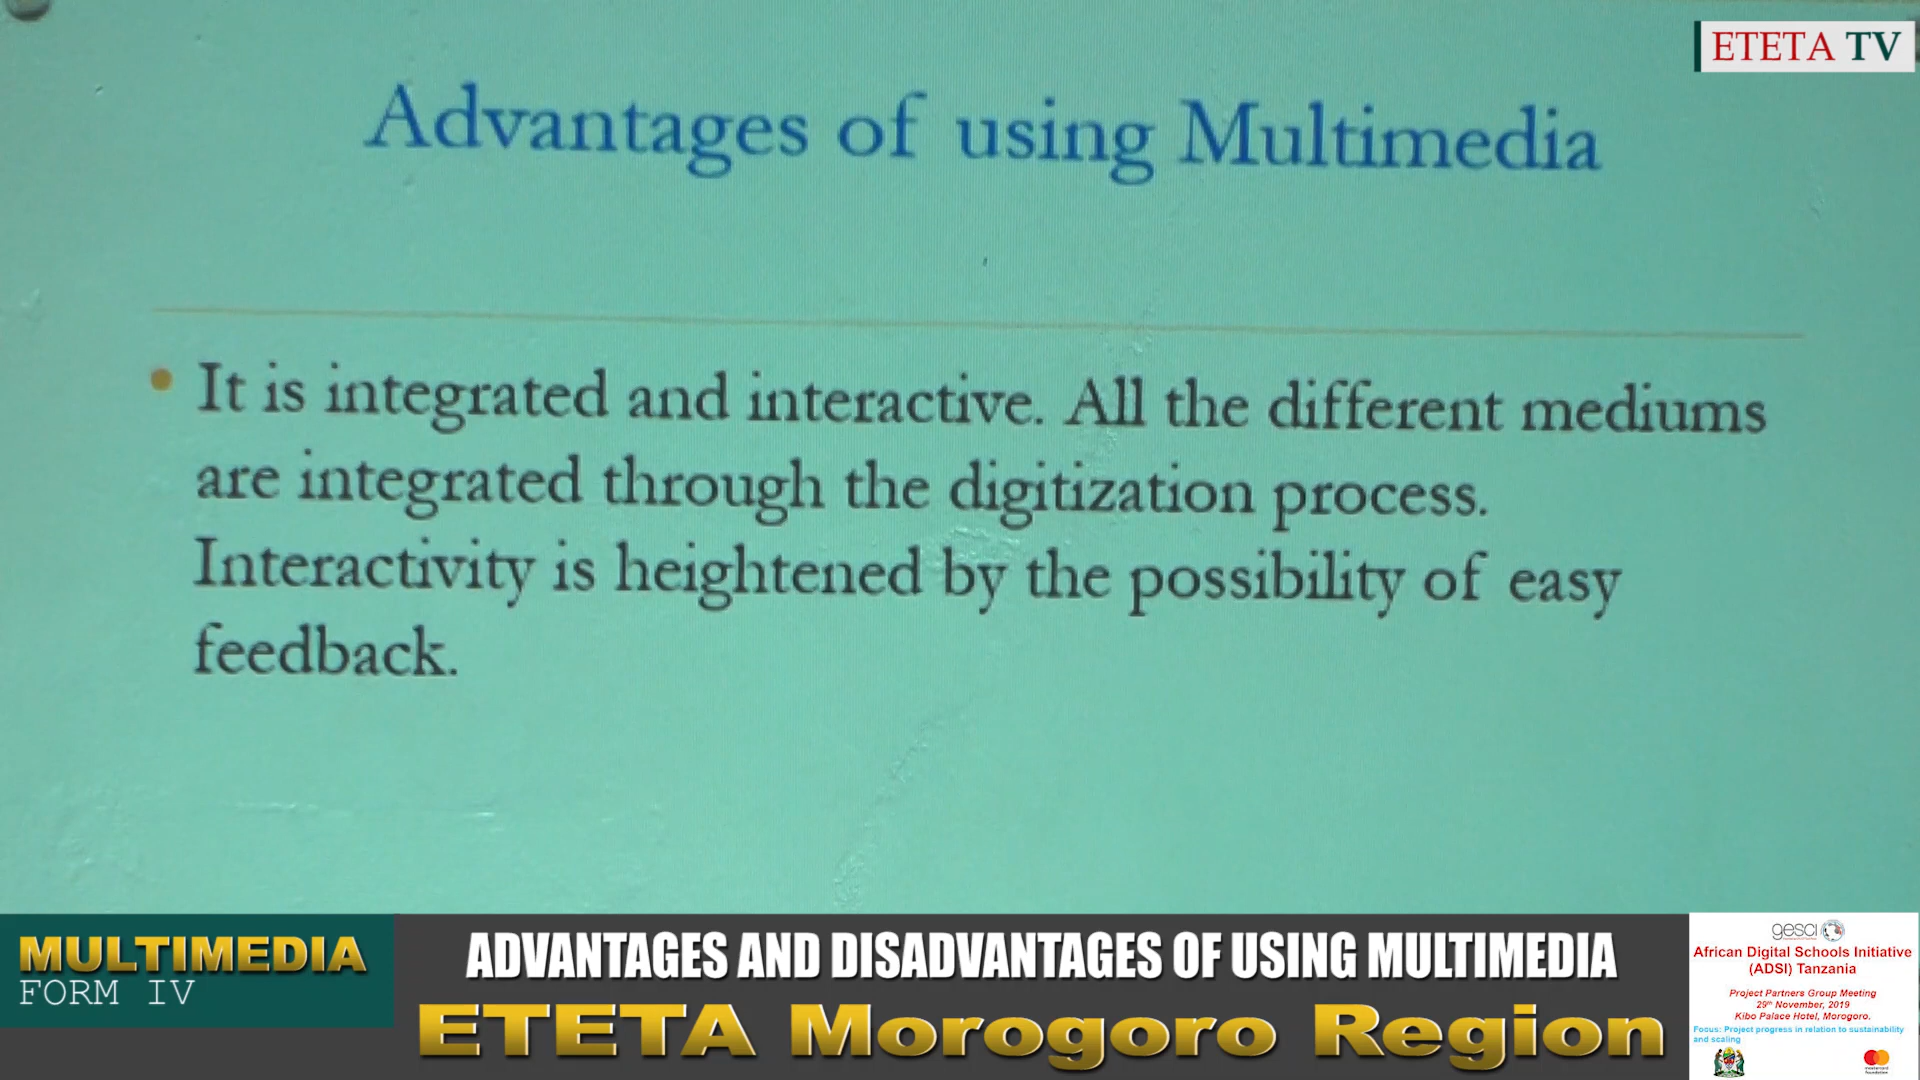 ETETA TV
Advantages of using Multimedia
• It is integrated and interactive. All the different mediums
are integrated through the digitization process.
Interactivity is heightened by the possibility of easy
feedback.
MULTIMEDIA
FORM IV
ADVANTAGES AND DISADVANTAGES OF USING MULTIMEDIA
ETETA Morogoro Region
gesci
African Digital Schools Initiative
(ADSI) Tanzania
Project Partners Group Meeting
29th November, 2019
Kibo Palace Hotel, Morogoro.
Focus: Project progress in relation to sustainability
and scaling
mastercard
foundation